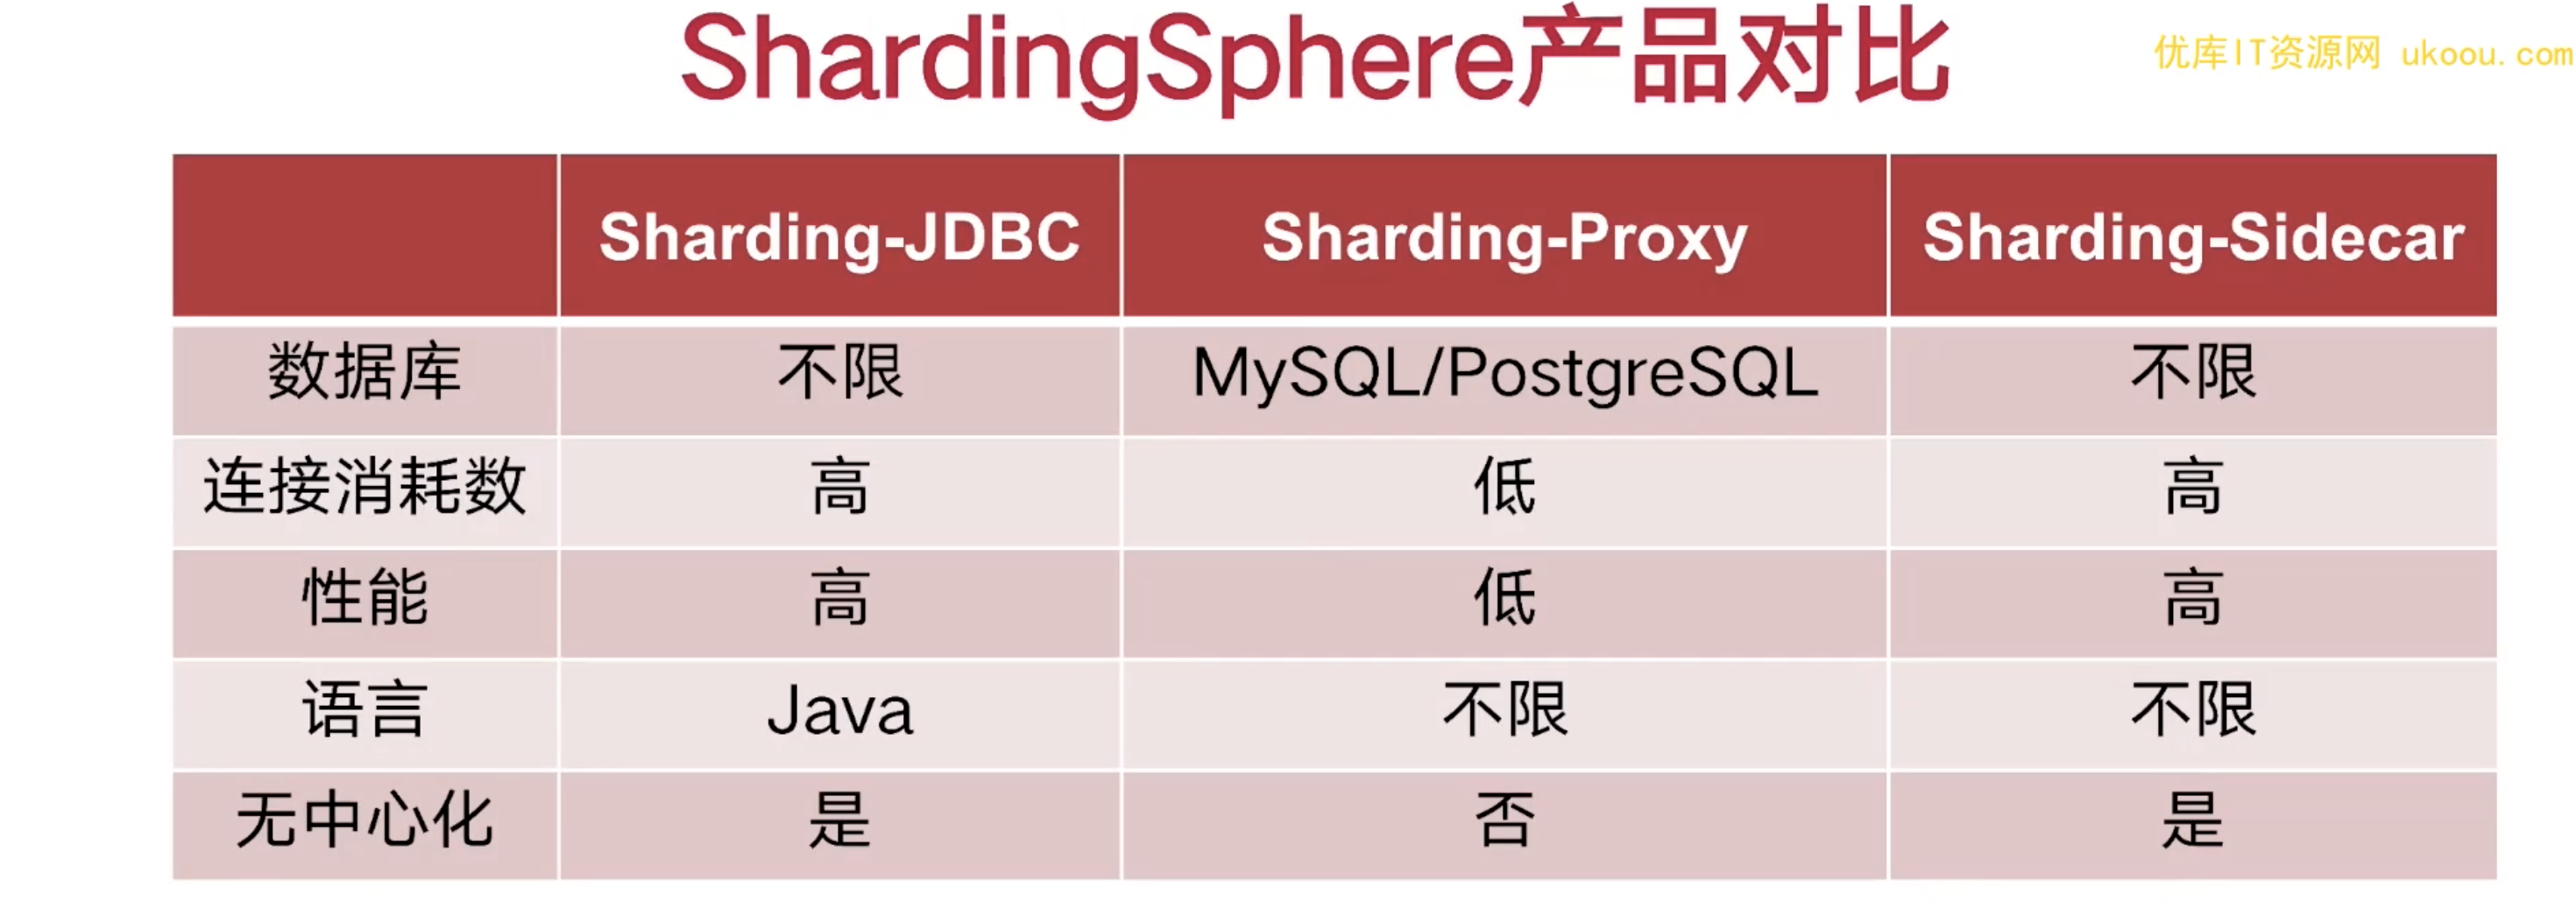 ShardingSphere产品对比
优库IT资源网 ukoou.com
Sharding-JDBC Sharding-Proxy Sharding-Sidecar
数据库 不限 MySQL/PostgreSQL 不限
连接消耗数 高 低 高
性能 高 低 高
语言 Java 不限 不限
无中心化 是 否 是